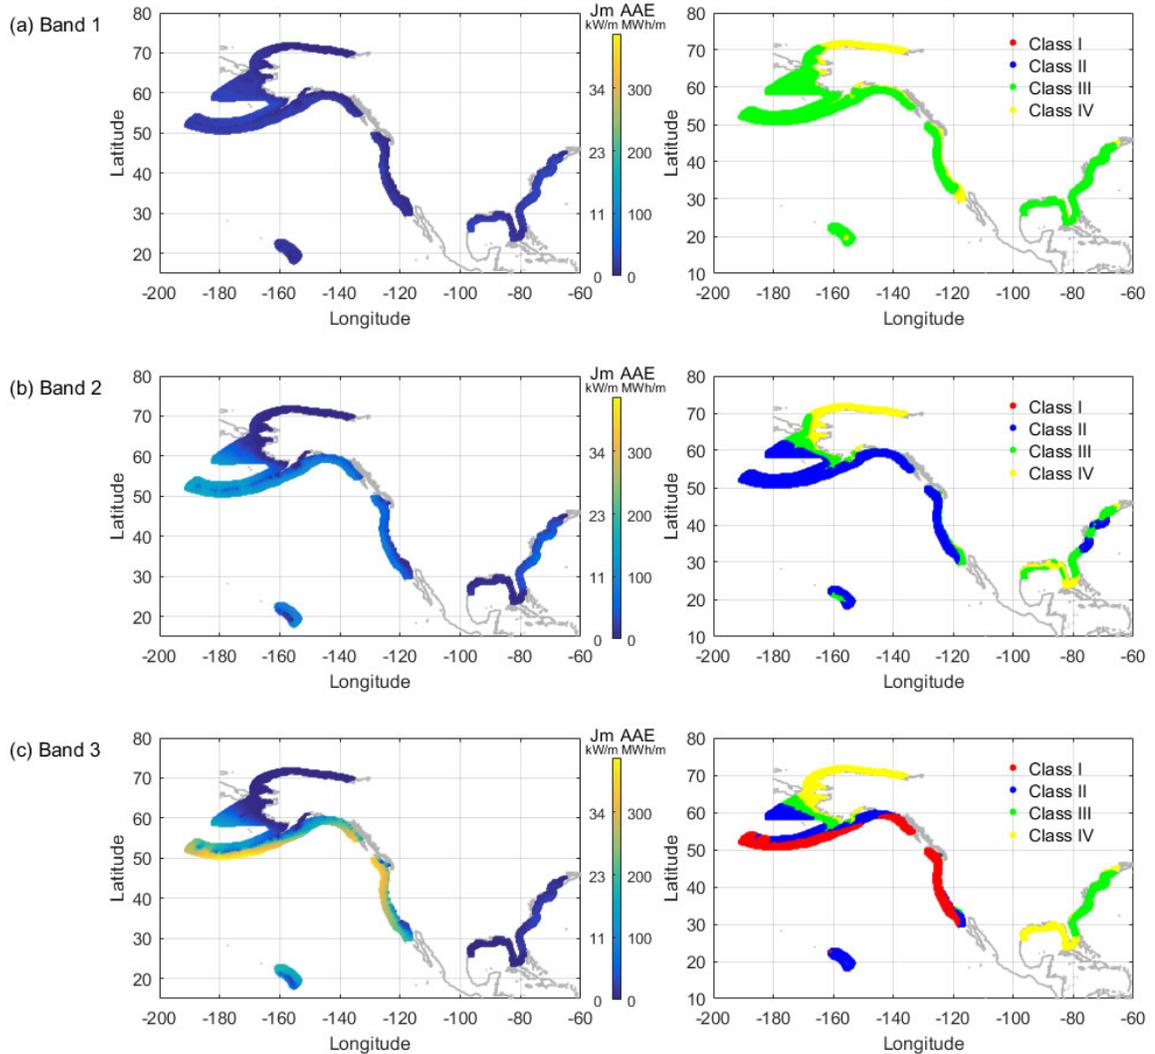 (a) Band 1
Jm AAE
kW/m MWh/m
80
70
60
50
40
30
20
Latitude
-200 -180 -160 -140 -120 -100 -80 -60
Longitude
34 300
23 200
11 100
0 0
80
70
60
50
40
30
20
10
Latitude
Class I
Class II
Class III
Class IV
-200 -180 -160 -140 -120 -100 -80 -60
Longitude
(b) Band 2
Jm AAE
kW/m MWh/m
80
70
60
50
40
30
20
Latitude
-200 -180 -160 -140 -120 -100 -80 -60
Longitude
34 300
23 200
11 100
0 0
80
70
60
50
40
30
20
10
Latitude
Class I
Class II
Class III
Class IV
-200 -180 -160 -140 -120 -100 -80 -60
Longitude
(c) Band 3
Jm AAE
kW/m MWh/m
80
70
60
50
40
30
20
Latitude
-200 -180 -160 -140 -120 -100 -80 -60
Longitude
34 300
23 200
11 100
0 0
80
70
60
50
40
30
20
10
Latitude
Class I
Class II
Class III
Class IV
-200 -180 -160 -140 -120 -100 -80 -60
Longitude